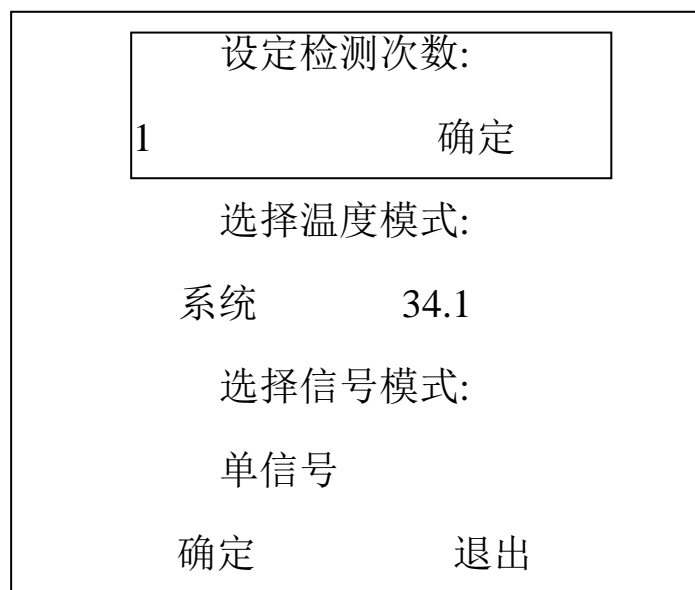 设定检测次数:
1 确定
选择温度模式:
系统 34.1
选择信号模式:
单信号
确定 退出